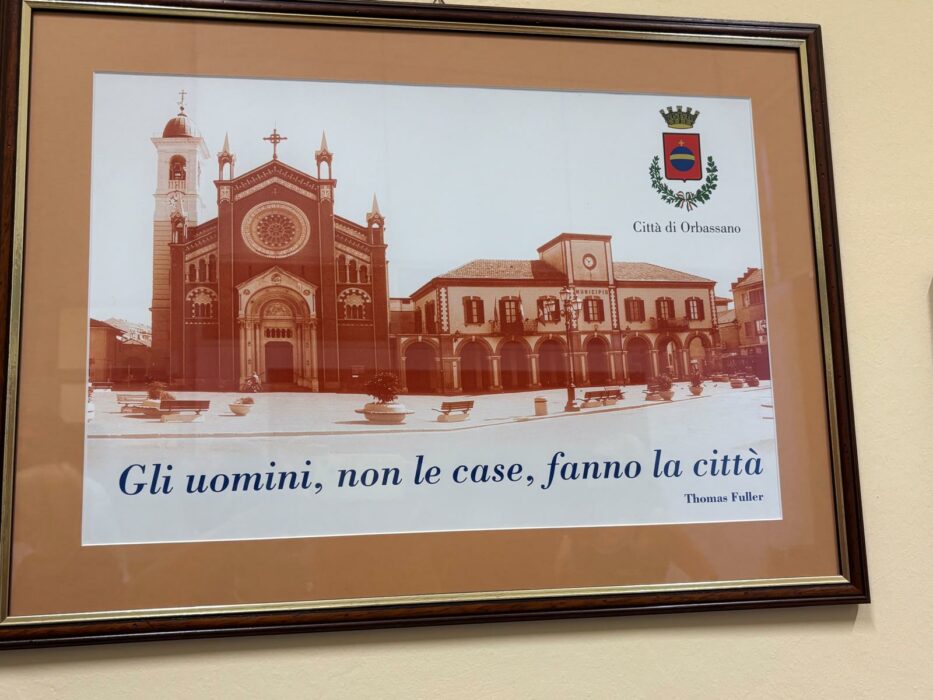 Città di Orbassano
MUNICIPIO
Gli uomini, non le case, fanno la città
Thomas Fuller